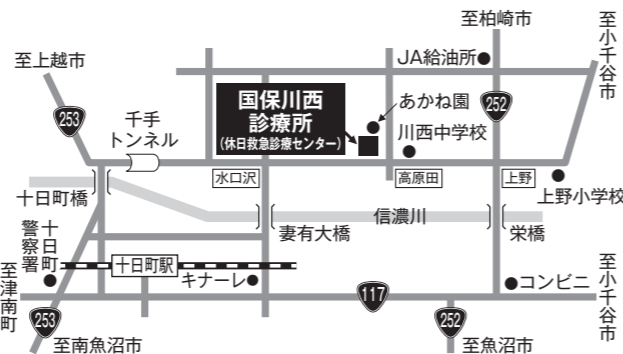 至柏崎市
至小千谷市
至上越市
JA給油所
国保川西
診療所
(休日救急診療センター)
あかね園
253
252
千手
トンネル
川西中学校
水口沢
高原田
上野
十日町橋
上野小学校
信濃川
妻有大橋
栄橋
十日町
警察署
十日町駅
キナーレ
コンビニ
至小千谷市
至津南町
117
253
252
至南魚沼市
至魚沼市